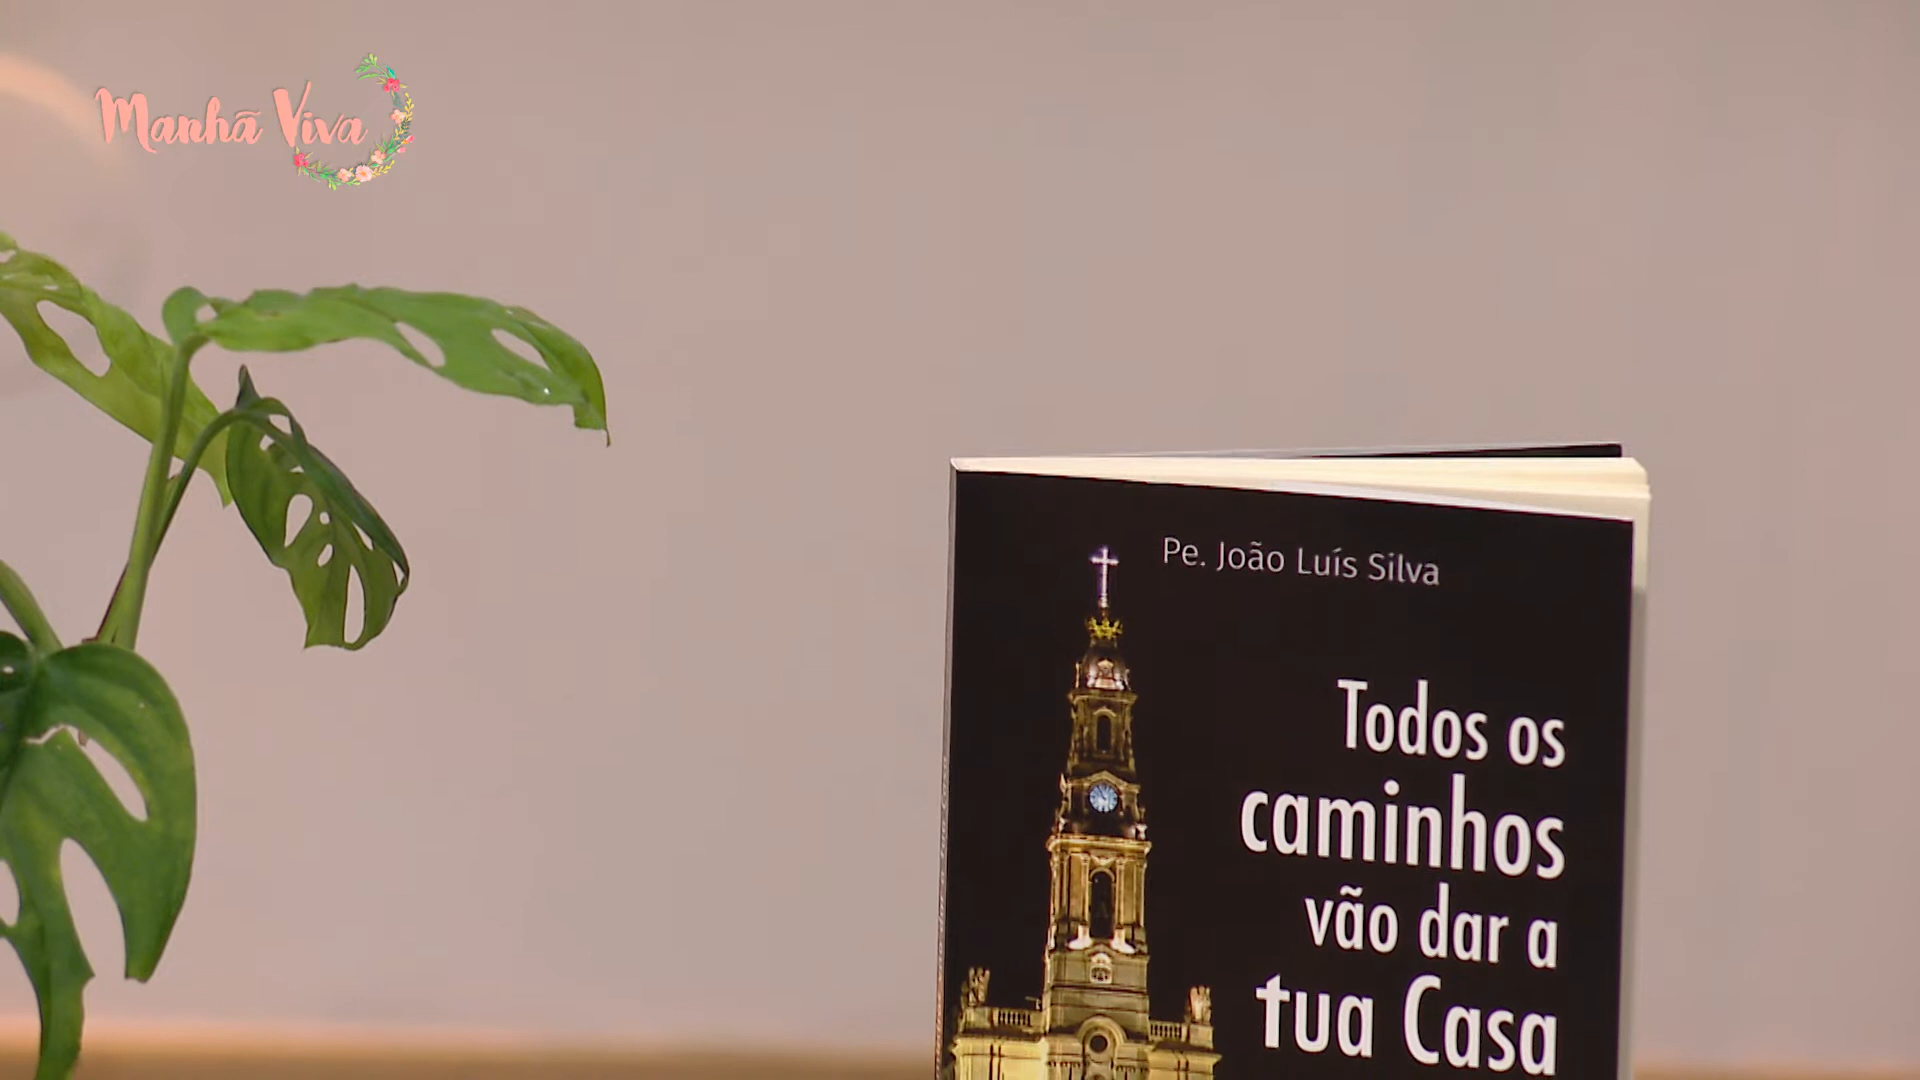 Manhã Viva
Pe. João Luís Silva
Todos os
caminhos
vão dar a
tua Casa